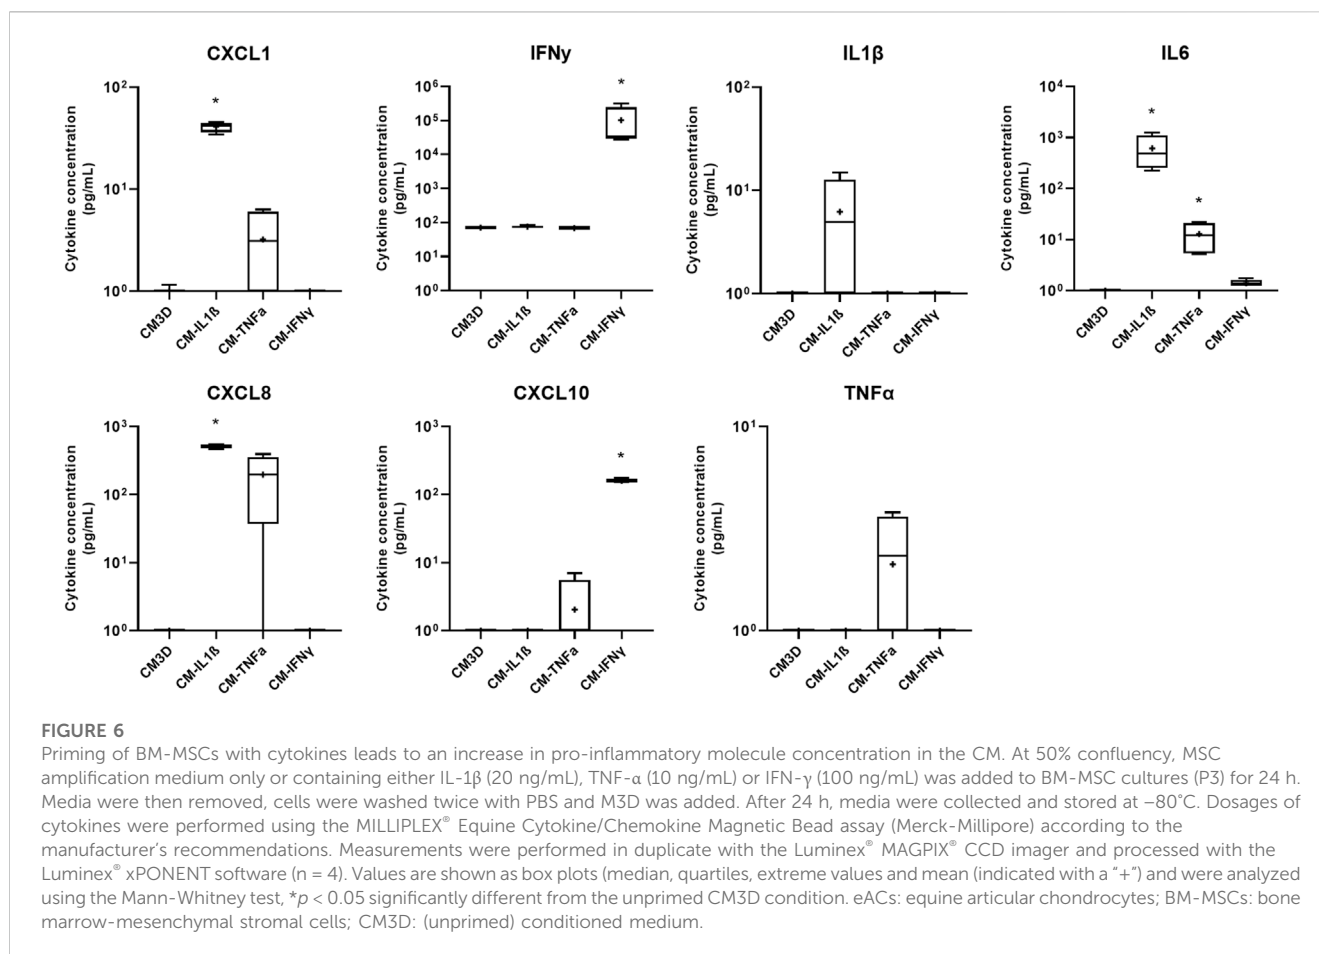 CXCL1
IFNy
IL1β
IL6
Cytokine concentration
(pg/mL)
10²
10¹
10⁰
*
CM3D
CM-IL1ß
CM-TNFa
CM-IFNγ
Cytokine concentration
(pg/mL)
10⁶
10⁵
10⁴
10³
10²
10¹
10⁰
*
CM3D
CM-IL1ß
CM-TNFa
CM-IFNγ
Cytokine concentration
(pg/mL)
10²
10¹
10⁰
CM3D
CM-IL1ß
CM-TNFa
CM-IFNγ
Cytokine concentration
(pg/mL)
10⁴
10³
10²
10¹
10⁰
*
*
CM3D
CM-IL1ß
CM-TNFa
CM-IFNγ
CXCL8
CXCL10
TNFα
Cytokine concentration
(pg/mL)
10³
10²
10¹
10⁰
*
CM3D
CM-IL1ß
CM-TNFa
CM-IFNγ
Cytokine concentration
(pg/mL)
10³
10²
10¹
10⁰
*
CM3D
CM-IL1ß
CM-TNFa
CM-IFNγ
Cytokine concentration
(pg/mL)
10¹
10⁰
CM3D
CM-IL1ß
CM-TNFa
CM-IFNγ
FIGURE 6
Priming of BM-MSCs with cytokines leads to an increase in pro-inflammatory molecule concentration in the CM. At 50% confluency, MSC
amplification medium only or containing either IL-1β (20 ng/mL), TNF-α (10 ng/mL) or IFN-γ (100 ng/mL) was added to BM-MSC cultures (P3) for 24 h.
Media were then removed, cells were washed twice with PBS and M3D was added. After 24 h, media were collected and stored at −80°C. Dosages of
cytokines were performed using the MILLIPLEX® Equine Cytokine/Chemokine Magnetic Bead assay (Merck-Millipore) according to the
manufacturer's recommendations. Measurements were performed in duplicate with the Luminex® MAGPIX® CCD imager and processed with the
Luminex® xPONENT software (n = 4). Values are shown as box plots (median, quartiles, extreme values and mean (indicated with a "+") and were analyzed
using the Mann-Whitney test, *p < 0.05 significantly different from the unprimed CM3D condition. eACs: equine articular chondrocytes; BM-MSCs: bone
marrow-mesenchymal stromal cells; CM3D: (unprimed) conditioned medium.